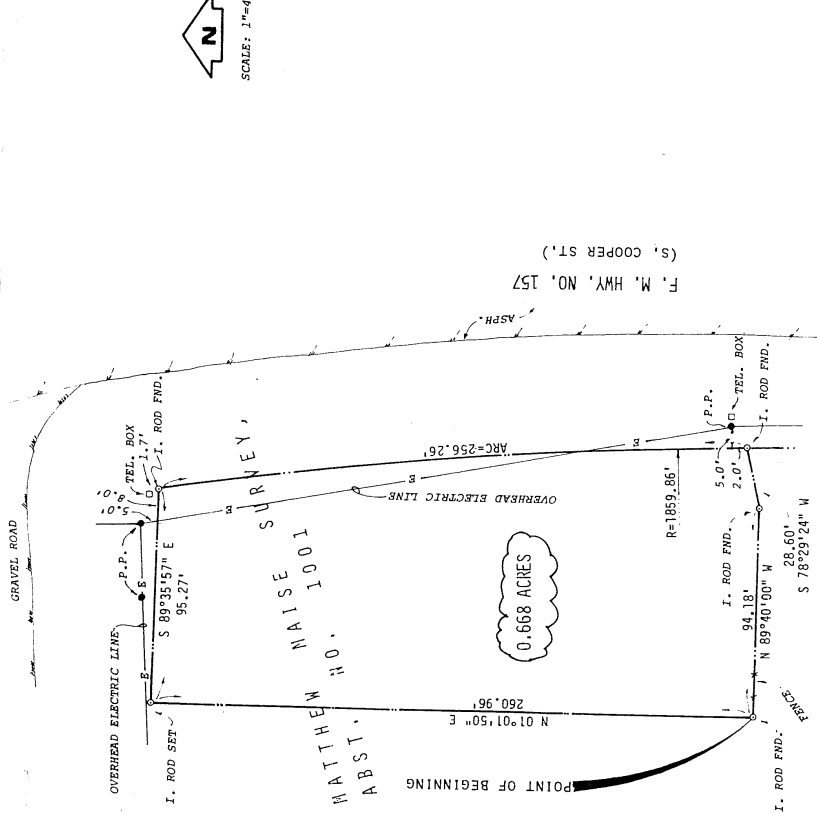 N
SCALE: 1"=4
F. M. HWY. NO. 157
(S. COOPER ST.)
ASPH.
GRAVEL ROAD
TEL. BOX
1.7'
I. ROD FND.
8.0'
5.0'
P.P.
E
E
OVERHEAD ELECTRIC LINE
S 89°35'57" E
95.27'
I. ROD SET
MATTHEW MAISE SURVEY,
ABST. NO. 1001
E
E
E
OVERHEAD ELECTRIC LINE
ARC=256.26'
R=1859.86'
0.668 ACRES
N 01°01'50" E
260.96'
POINT OF BEGINNING
P.P.
TEL. BOX
5.0'
2.0'
I. ROD FND.
I. ROD FND.
94.18'
N 89°40'00" W
28.60'
S 78°29'24" W
FENCE
I. ROD FND.